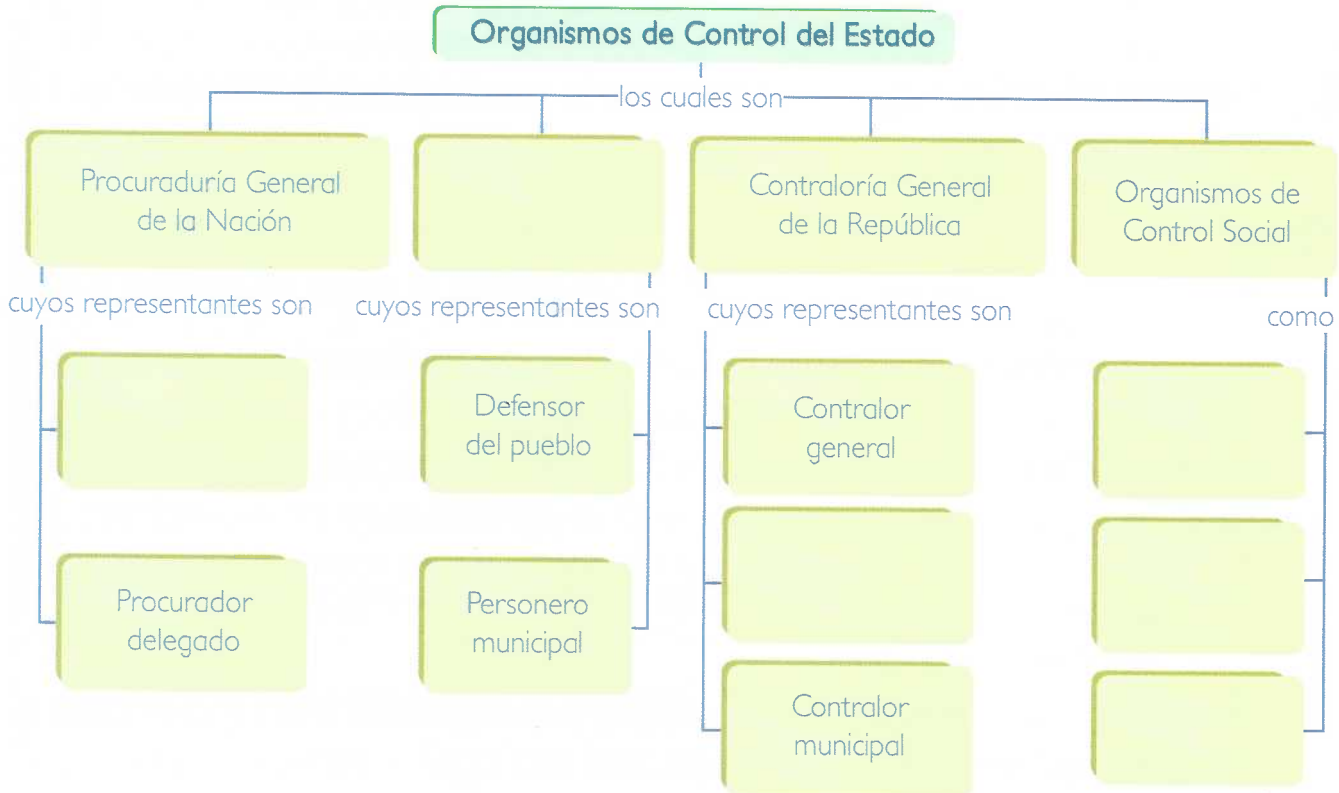 Organismos de Control del Estado
los cuales son
Procuraduría General
de la Nación
Contraloría General
de la República
Organismos de
Control Social
cuyos representantes son
cuyos representantes son
cuyos representantes son
como
Defensor
del pueblo
Contralor
general
Procurador
delegado
Personero
municipal
Contralor
municipal